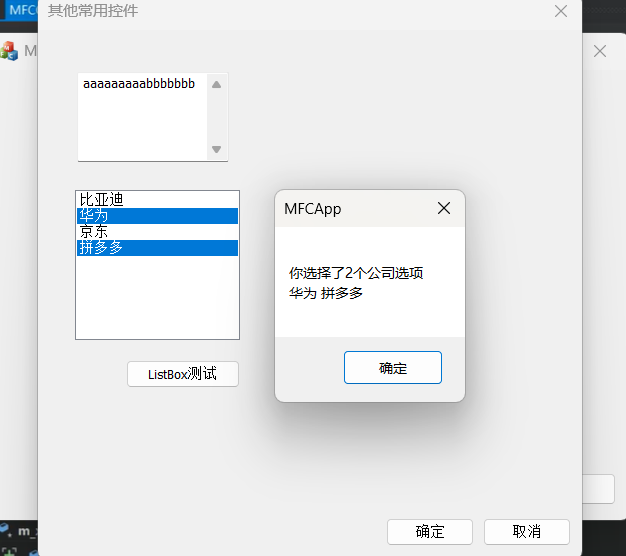 MFC
其他常用控件
M
aaaaaaaaabbbbbbb
比亚迪
华为
京东
拼多多
MFCApp
你选择了2个公司选项
华为 拼多多
确定
ListBox测试
确定
取消